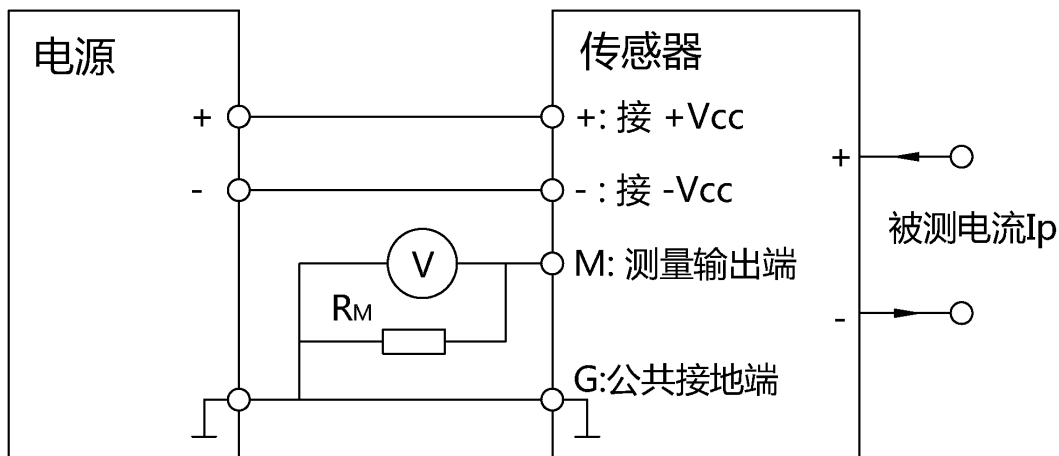 电源
传感器
+
+: 接 +Vcc
-
- : 接 -Vcc
+
被测电流Ip
-
V
M: 测量输出端
RM
G:公共接地端